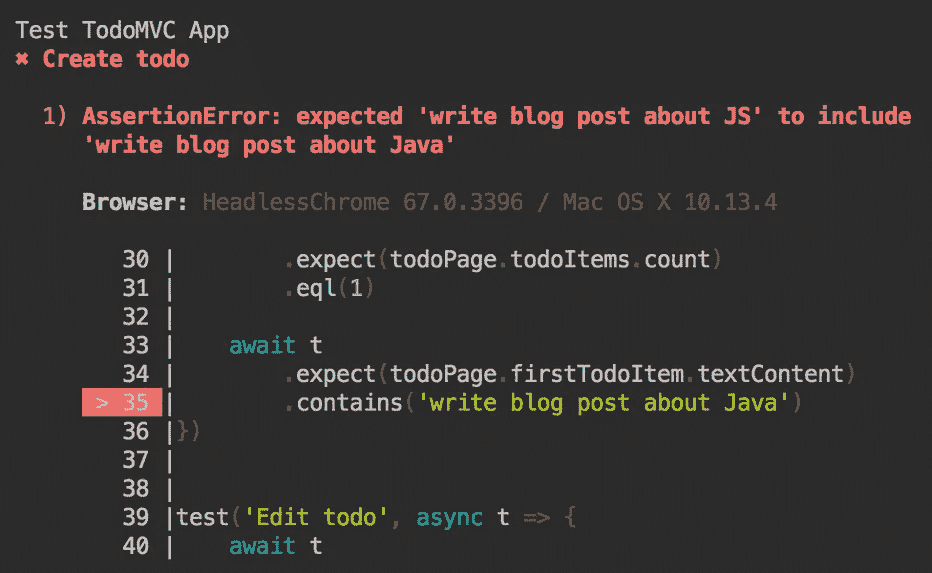 Test TodoMVC App
✖ Create todo
1) AssertionError: expected 'write blog post about JS' to include
'write blog post about Java'
Browser: HeadlessChrome 67.0.3396 / Mac OS X 10.13.4
30 |        .expect(todoPage.todoItems.count)
31 |        .eql(1)
32 |
33 |    await t
34 |        .expect(todoPage.firstTodoItem.textContent)
> 35 |        .contains('write blog post about Java')
36 |})
37 |
38 |
39 |test('Edit todo', async t => {
40 |    await t